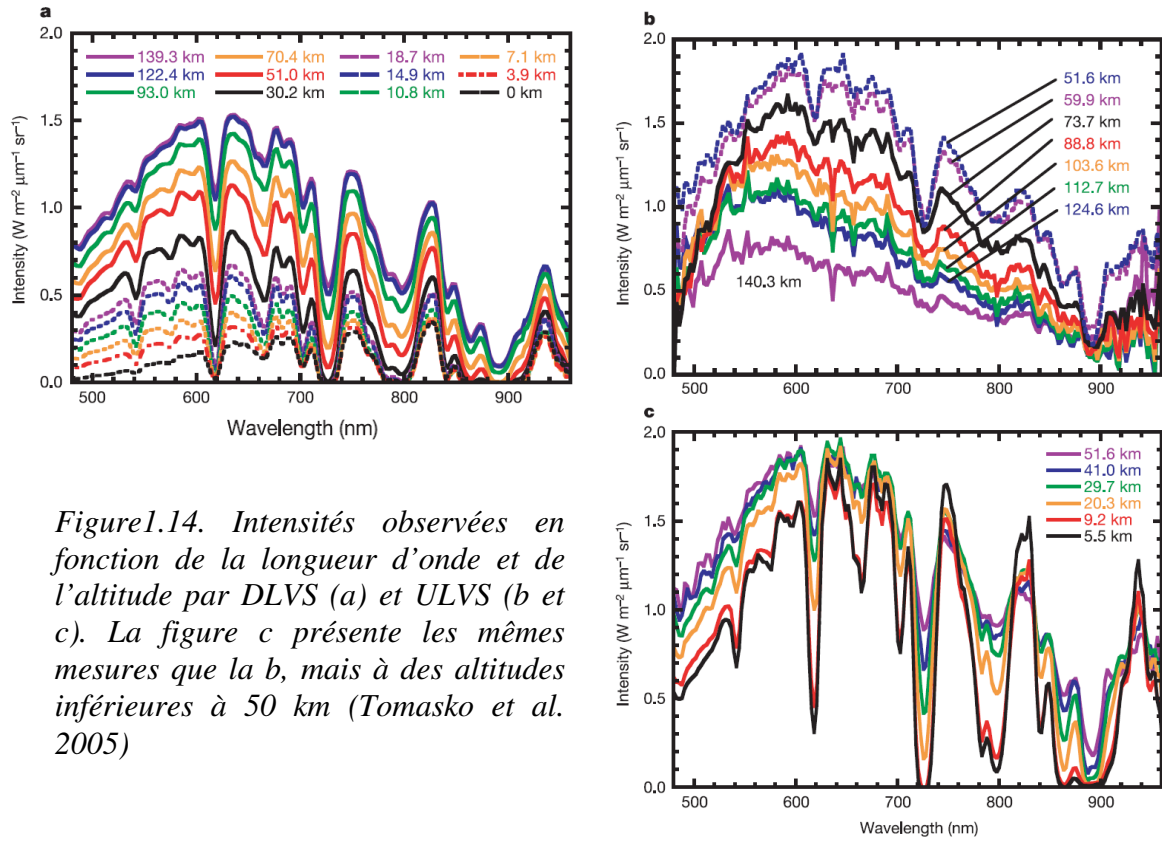 a
2.0
1.5
1.0
0.5
0.0
Intensity (W m⁻² μm⁻¹ sr⁻¹)
139.3 km 70.4 km 18.7 km 7.1 km
122.4 km 51.0 km 14.9 km 3.9 km
93.0 km 30.2 km 10.8 km 0 km
500 600 700 800 900
Wavelength (nm)
b
2.0
1.5
1.0
0.5
0.0
Intensity (W m⁻² μm⁻¹ sr⁻¹)
51.6 km
59.9 km
73.7 km
88.8 km
103.6 km
112.7 km
124.6 km
140.3 km
500 600 700 800 900
c
2.0
1.5
1.0
0.5
0.0
Intensity (W m⁻² μm⁻¹ sr⁻¹)
51.6 km
41.0 km
29.7 km
20.3 km
9.2 km
5.5 km
500 600 700 800 900
Wavelength (nm)
Figure1.14. Intensités observées en
fonction de la longueur d'onde et de
l'altitude par DLVS (a) et ULVS (b et
c). La figure c présente les mêmes
mesures que la b, mais à des altitudes
inférieures à 50 km (Tomasko et al.
2005)